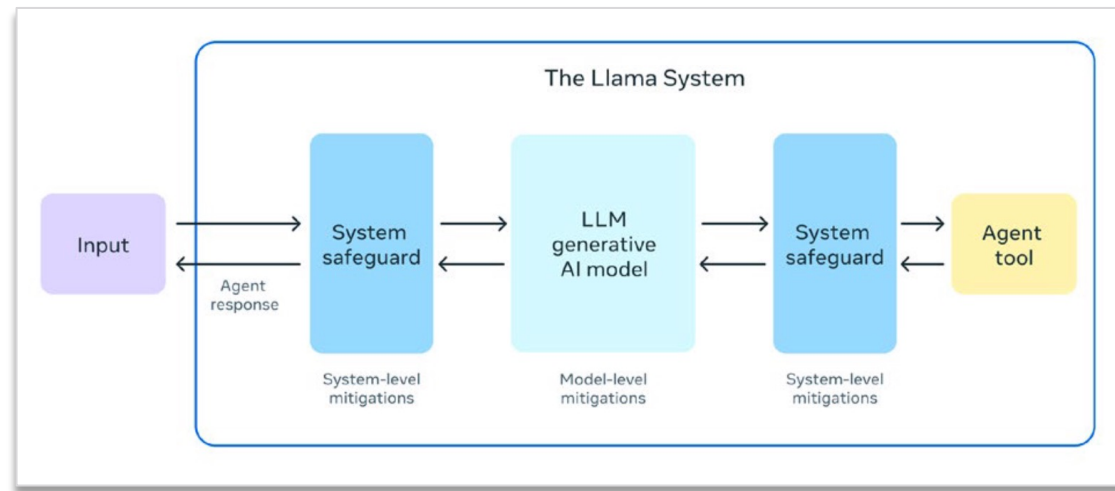 The Llama System
Input
Agent
response
System
safeguard
System-level
mitigations
LLM
generative
AI model
Model-level
mitigations
System
safeguard
System-level
mitigations
Agent
tool